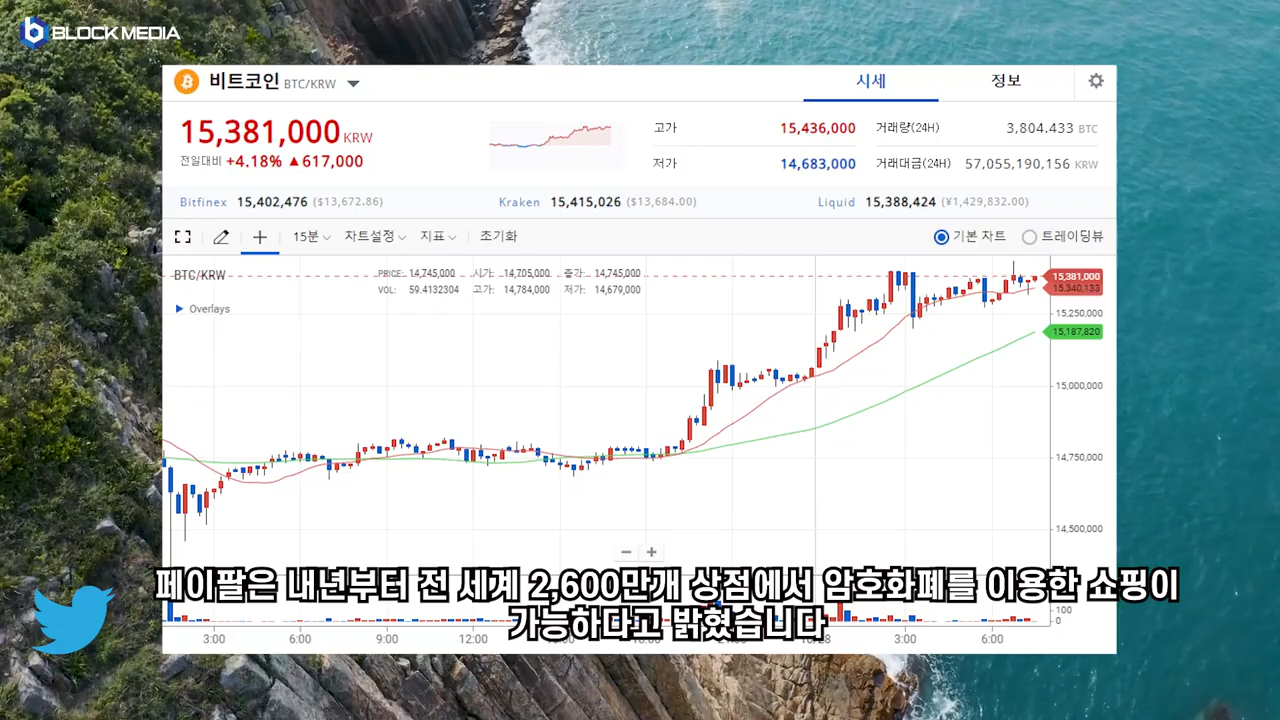 BLOCK MEDIA
비트코인 BTC/KRW
시세
정보
15,381,000 KRW
전일대비 +4.18% ▲617,000
고가 15,436,000
거래량(24H) 3,804.433 BTC
저가 14,683,000
거래대금(24H) 57,055,190,156 KRW
Bitfinex 15,402,476 ($13,672.86)
Kraken 15,415,026 ($13,684.00)
Liquid 15,388,424 (¥1,429,832.00)
15분
차트설정
지표
초기화
기본 차트
트레이딩뷰
BTC/KRW
PRICE: 14,745,000 시가: 14,705,000 종가: 14,745,000
VOL: 59.4132304 고가: 14,784,000 저가: 14,679,000
Overlays
15,381,000
15,340,133
15,250,000
15,187,820
15,000,000
14,750,000
14,500,000
페이팔은 내년부터 전 세계 2,600만개 상점에서 암호화폐를 이용한 쇼핑이
가능하다고 밝혔습니다
100
0
3:00
6:00
9:00
12:00
3:00
6:00